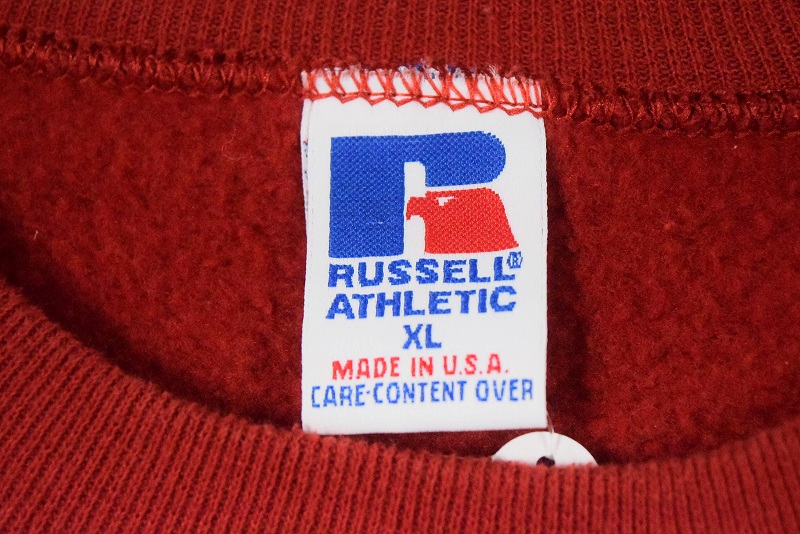 RUSSELL®
ATHLETIC
XL
MADE IN U.S.A.
CARE-CONTENT OVER